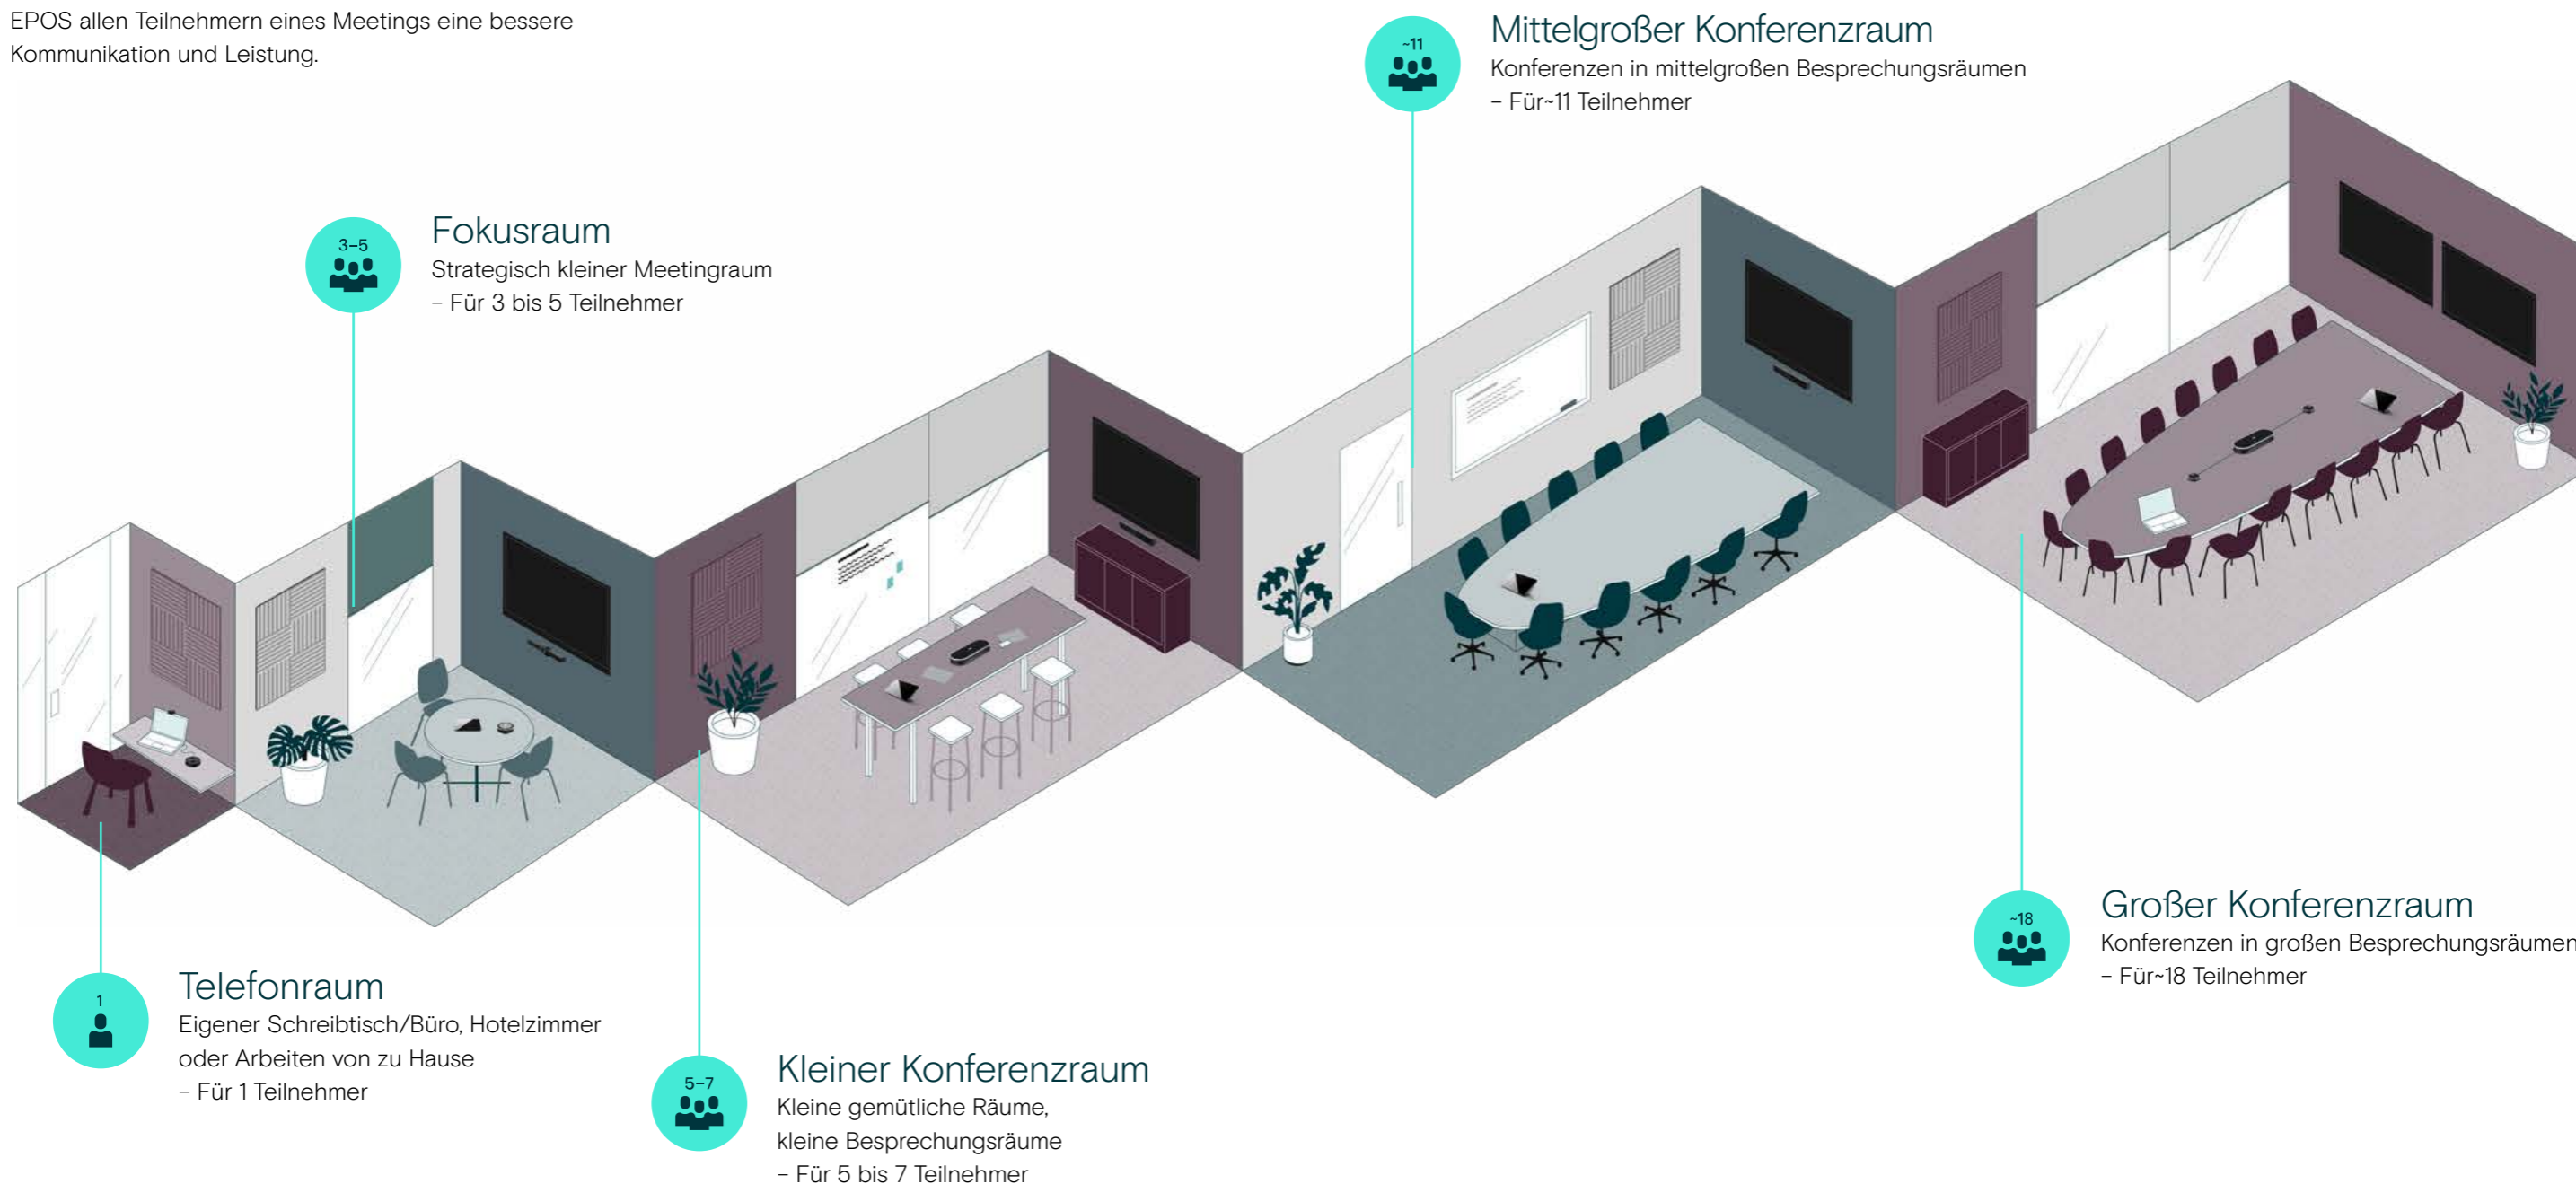 EPOS allen Teilnehmern eines Meetings eine bessere
Kommunikation und Leistung.
~11
Mittelgroßer Konferenzraum
Konferenzen in mittelgroßen Besprechungsräumen
– Für~11 Teilnehmer
3–5
Fokusraum
Strategisch kleiner Meetingraum
– Für 3 bis 5 Teilnehmer
~18
Großer Konferenzraum
Konferenzen in großen Besprechungsräumen
– Für~18 Teilnehmer
1
Telefonraum
Eigener Schreibtisch/Büro, Hotelzimmer
oder Arbeiten von zu Hause
– Für 1 Teilnehmer
5–7
Kleiner Konferenzraum
Kleine gemütliche Räume,
kleine Besprechungsräume
– Für 5 bis 7 Teilnehmer